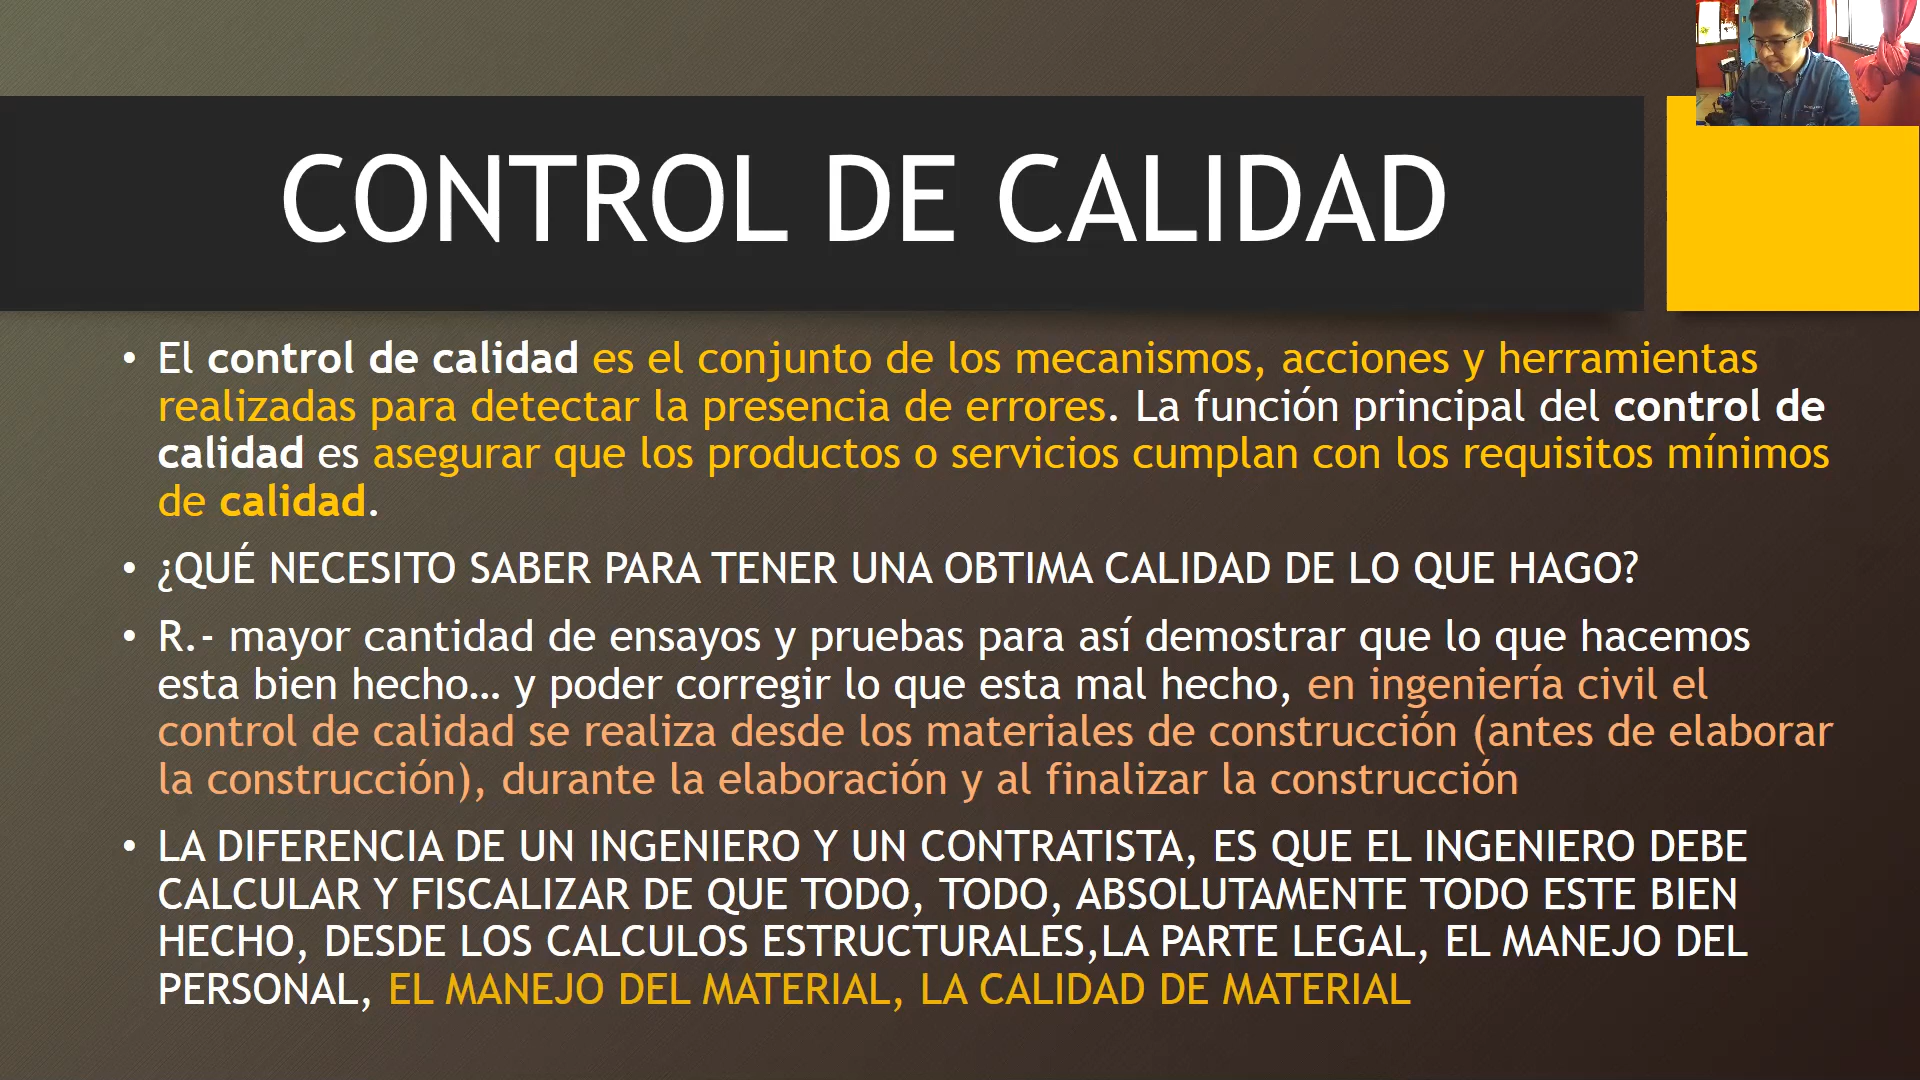 CONTROL DE CALIDAD
• El control de calidad es el conjunto de los mecanismos, acciones y herramientas
realizadas para detectar la presencia de errores. La función principal del control de
calidad es asegurar que los productos o servicios cumplan con los requisitos mínimos
de calidad.
• ¿QUÉ NECESITO SABER PARA TENER UNA OBTIMA CALIDAD DE LO QUE HAGO?
• R.- mayor cantidad de ensayos y pruebas para así demostrar que lo que hacemos
esta bien hecho... y poder corregir lo que esta mal hecho, en ingeniería civil el
control de calidad se realiza desde los materiales de construcción (antes de elaborar
la construcción), durante la elaboración y al finalizar la construcción
• LA DIFERENCIA DE UN INGENIERO Y UN CONTRATISTA, ES QUE EL INGENIERO DEBE
CALCULAR Y FISCALIZAR DE QUE TODO, TODO, ABSOLUTAMENTE TODO ESTE BIEN
HECHO, DESDE LOS CALCULOS ESTRUCTURALES,LA PARTE LEGAL, EL MANEJO DEL
PERSONAL, EL MANEJO DEL MATERIAL, LA CALIDAD DE MATERIAL